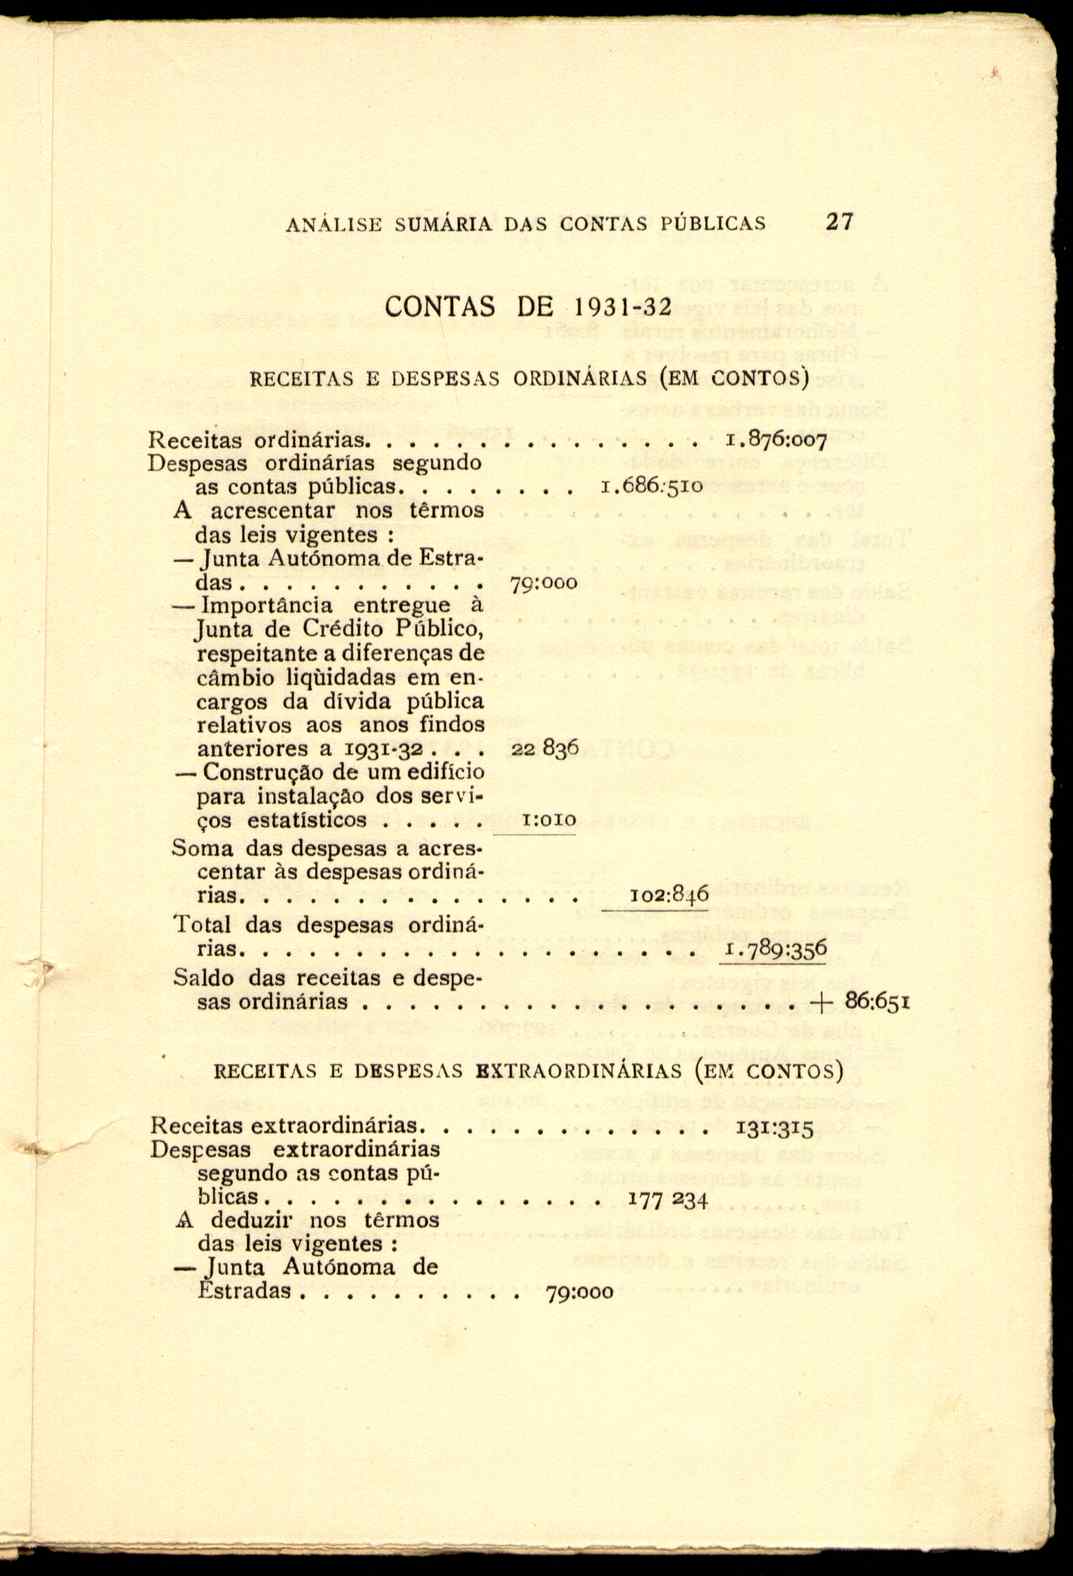 ANÁLISE SUMÁRIA DAS CONTAS PÚBLICAS 27
CONTAS DE 1931-32
RECEITAS E DESPESAS ORDINÁRIAS (EM CONTOS)
Receitas ordinárias. . . . . . . . . . . . . . . 1.876:007
Despesas ordinárias segundo
as contas públicas. . . . . . . . 1.686:510
A acrescentar nos têrmos
das leis vigentes :
— Junta Autónoma de Estra-
das . . . . . . . . . . . 79:000
— Importância entregue à
Junta de Crédito Público,
respeitante a diferenças de
câmbio liqùidadas em en-
cargos da dívida pública
relativos aos anos findos
anteriores a 1931-32 . . . 22 836
— Construção de um edifício
para instalação dos servi-
ços estatísticos . . . . . 1:010
Soma das despesas a acres-
centar às despesas ordiná-
rias. . . . . . . . . . . . . . . 102:846
Total das despesas ordiná-
rias. . . . . . . . . . . . . . . . . . . . 1.789:356
Saldo das receitas e despe-
sas ordinárias . . . . . . . . . . . . . . . . . . + 86:651
RECEITAS E DESPESAS EXTRAORDINÁRIAS (EM CONTOS)
Receitas extraordinárias. . . . . . . . . . . . . 131:315
Despesas extraordinárias
segundo as contas pú-
blicas . . . . . . . . . . . . . . . 177 234
A deduzir nos têrmos
das leis vigentes :
— Junta Autónoma de
Estradas . . . . . . . . . . 79:000